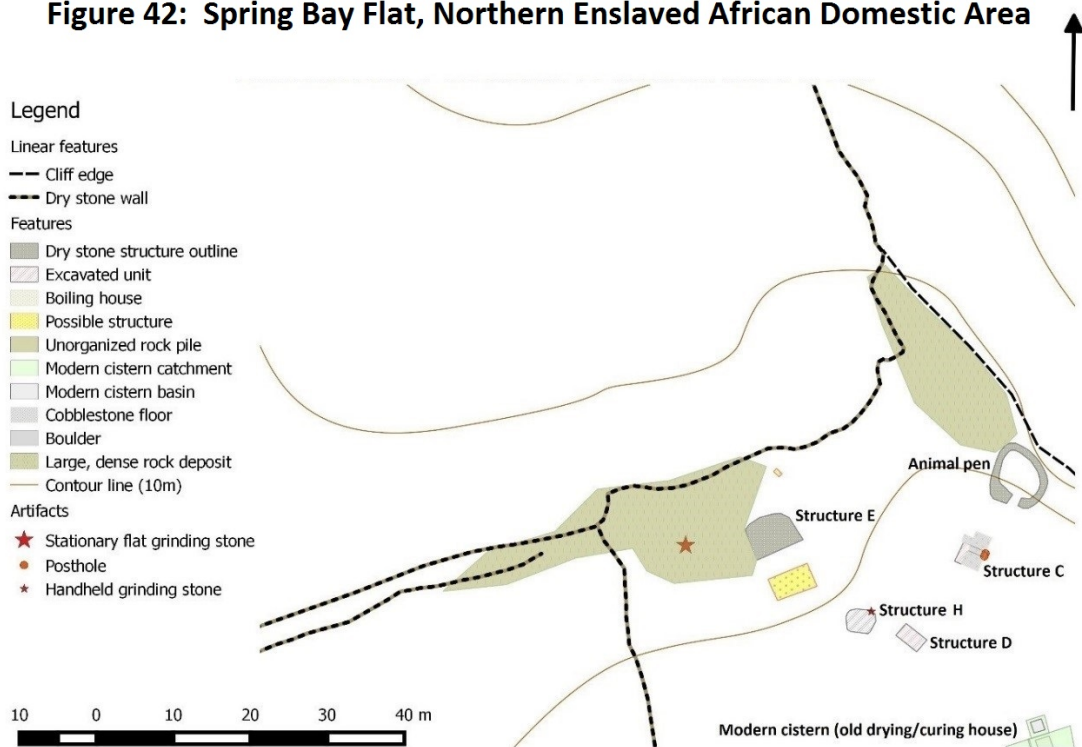 Figure 42: Spring Bay Flat, Northern Enslaved African Domestic Area
Legend
Linear features
Cliff edge
Dry stone wall
Features
Dry stone structure outline
Excavated unit
Boiling house
Possible structure
Unorganized rock pile
Modern cistern catchment
Modern cistern basin
Cobblestone floor
Boulder
Large, dense rock deposit
Contour line (10m)
Artifacts
Stationary flat grinding stone
Posthole
Handheld grinding stone
Animal pen
Structure E
Structure C
Structure H
Structure D
Modern cistern (old drying/curing house)
10 0 10 20 30 40 m